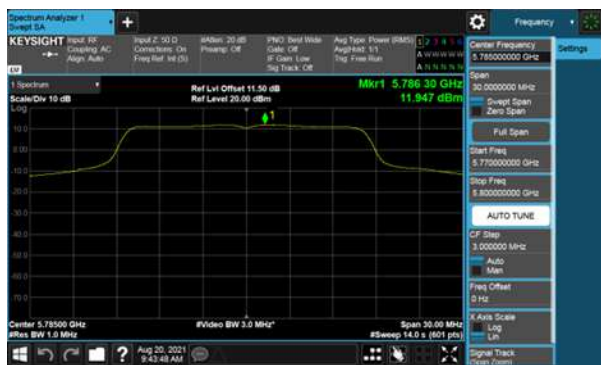 Spectrum Analyzer 1
Swept SA
Frequency
KEYSIGHT
Input: RF
Coupling: AC
Align: Auto
Input Z: 50 Ω
Corrections: On
Freq Ref: Int (S)
#Atten: 20 dB
Preamp: Off
PNO: Best Wide
Gate: Off
IF Gain: Low
Sig Track: Off
Avg Type: Power (RMS)
Avg|Hold: 1/1
Trig: Free Run
1 2 3 4 5 6
A W W W W W
A N N N N N
Center Frequency
5.785000000 GHz
Settings
Span
30.0000000 MHz
Swept Span
Zero Span
Full Span
Start Freq
5.770000000 GHz
Stop Freq
5.800000000 GHz
AUTO TUNE
CF Step
3.000000 MHz
Auto
Man
Freq Offset
0 Hz
X Axis Scale
Log
Lin
Signal Track
(Span Zoom)
1 Spectrum
Scale/Div 10 dB
Log
Ref Lvl Offset 11.50 dB
Ref Level 20.00 dBm
Mkr1 5.786 30 GHz
11.947 dBm
1
10.0
0.00
-10.0
-20.0
-30.0
-40.0
-50.0
-60.0
-70.0
Center 5.78500 GHz
#Res BW 1.0 MHz
#Video BW 3.0 MHz*
Span 30.00 MHz
#Sweep 14.0 s (601 pts)
?
Aug 20, 2021
9:43:48 AM